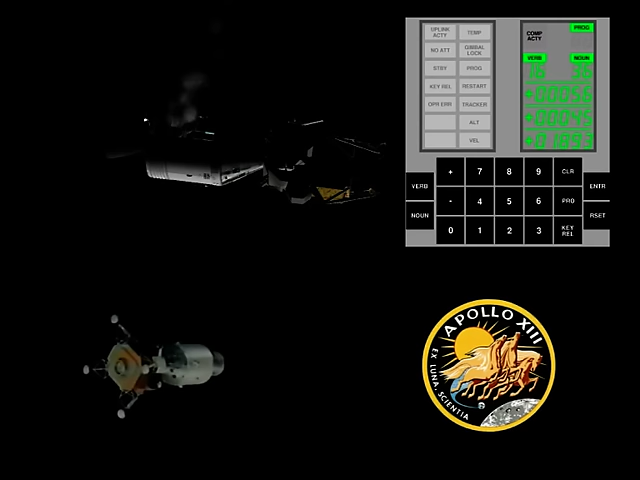 UPLINK ACTY
TEMP
NO ATT
GIMBAL LOCK
STBY
PROG
KEY REL
RESTART
OPR ERR
TRACKER
ALT
VEL
COMP ACTY
PROG
VERB
NOUN
16
36
+00056
+00045
+01893
VERB
NOUN
+
7
8
9
CLR
-
4
5
6
PRO
0
1
2
3
KEY REL
ENTR
RSET
APOLLO XIII
EX LUNA, SCIENTIA